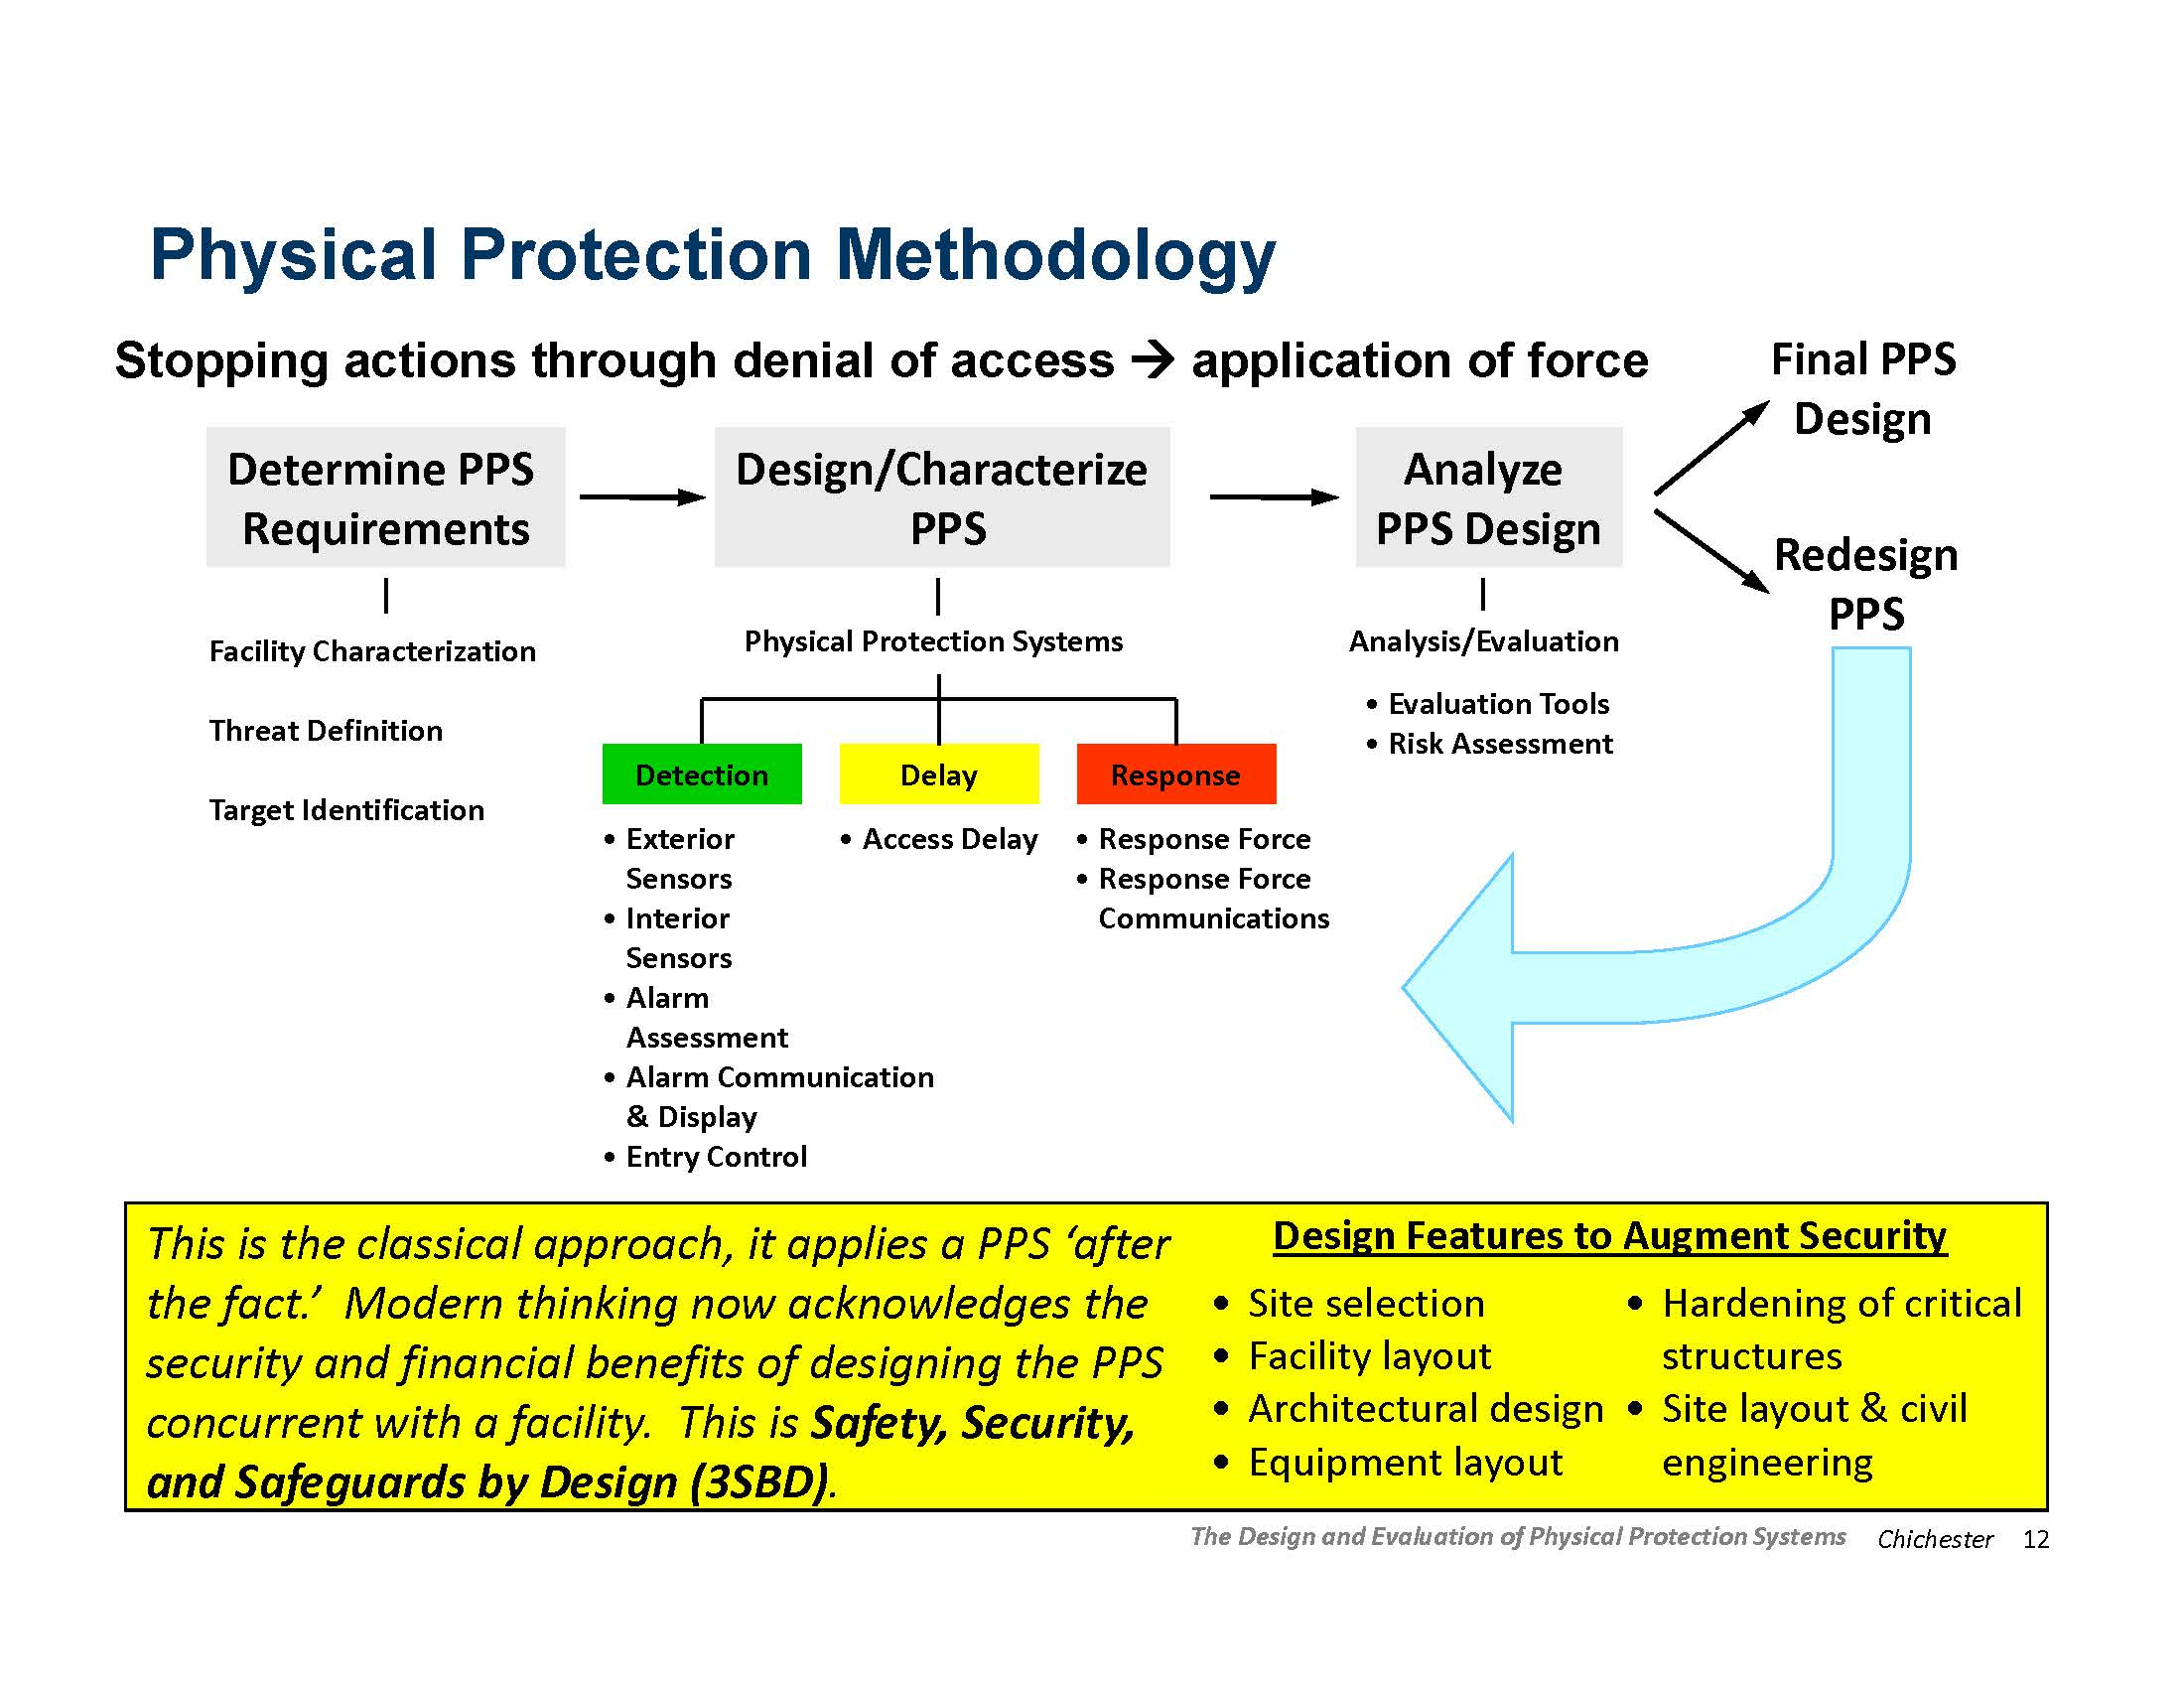 Physical Protection Methodology
Stopping actions through denial of access → application of force
Final PPS
Design
Determine PPS
Requirements
Design/Characterize
PPS
Analyze
PPS Design
Redesign
PPS
Facility Characterization
Threat Definition
Target Identification
Physical Protection Systems
Detection
• Exterior
Sensors
• Interior
Sensors
• Alarm
Assessment
• Alarm Communication
& Display
• Entry Control
Delay
• Access Delay
Response
• Response Force
• Response Force
Communications
Analysis/Evaluation
• Evaluation Tools
• Risk Assessment
This is the classical approach, it applies a PPS ‘after
the fact.’ Modern thinking now acknowledges the
security and financial benefits of designing the PPS
concurrent with a facility. This is Safety, Security,
and Safeguards by Design (3SBD).
Design Features to Augment Security
• Site selection
• Facility layout
• Architectural design
• Equipment layout
• Hardening of critical
structures
• Site layout & civil
engineering
The Design and Evaluation of Physical Protection Systems Chichester 12